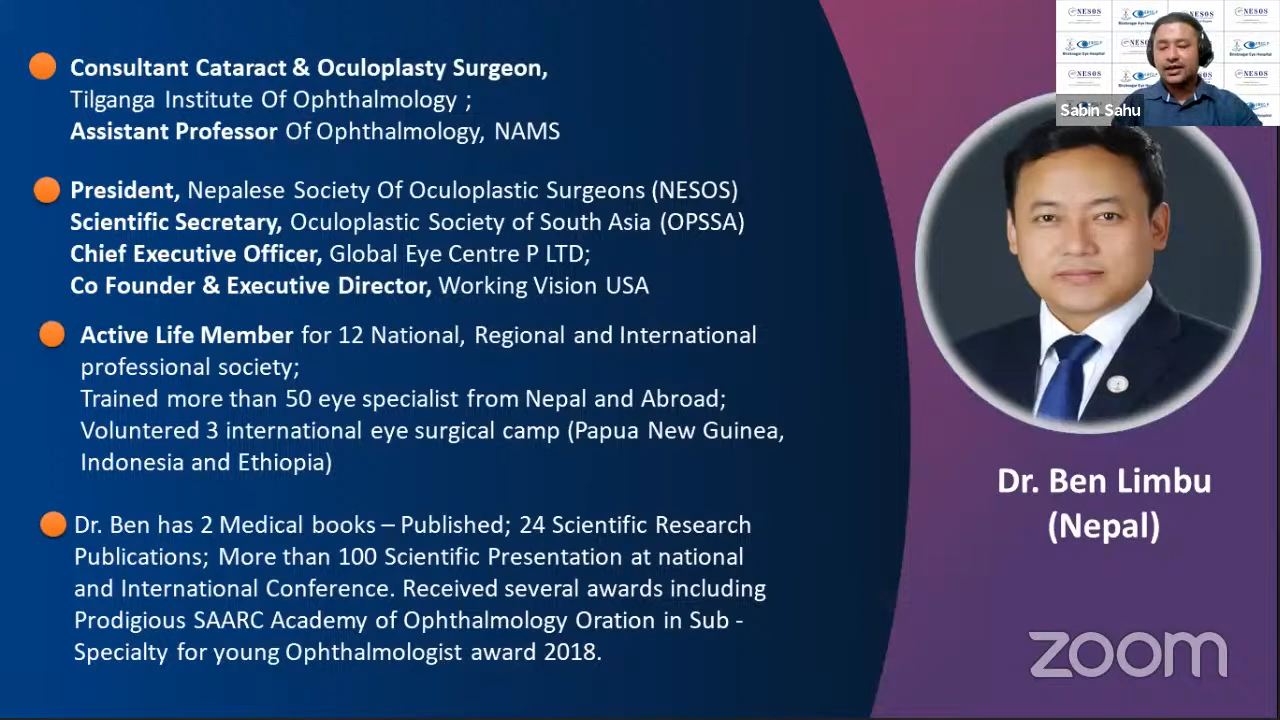 Consultant Cataract & Oculoplasty Surgeon,
Tilganga Institute Of Ophthalmology ;
Assistant Professor Of Ophthalmology, NAMS
President, Nepalese Society Of Oculoplastic Surgeons (NESOS)
Scientific Secretary, Oculoplastic Society of South Asia (OPSSA)
Chief Executive Officer, Global Eye Centre P LTD;
Co Founder & Executive Director, Working Vision USA
Active Life Member for 12 National, Regional and International
professional society;
Trained more than 50 eye specialist from Nepal and Abroad;
Voluntered 3 international eye surgical camp (Papua New Guinea,
Indonesia and Ethiopia)
Dr. Ben has 2 Medical books – Published; 24 Scientific Research
Publications; More than 100 Scientific Presentation at national
and International Conference. Received several awards including
Prodigious SAARC Academy of Ophthalmology Oration in Sub -
Specialty for young Ophthalmologist award 2018.
NESOS
Biratnagar Eye Hospital
Sabin Sahu
Dr. Ben Limbu
(Nepal)
zoom